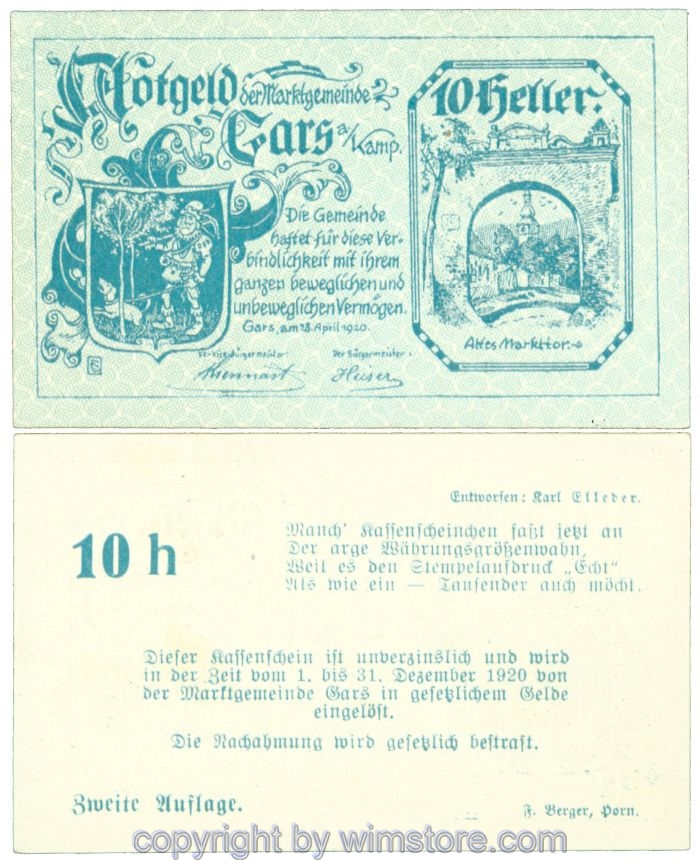 Notgeld
der Marktgemeinde
Gars a/Kamp.
Die Gemeinde
haftet für diese Ver-
bindlichkeit mit ihrem
ganzen beweglichen und
unbeweglichen Vermögen.
Gars, am 28. April 1920.
Der Vizebürgermeister
Der Bürgermeister
Heiser
10 Heller.
Altes Markttor.
Entworfen: Karl Elleder.
10 h
Manch' Kassenscheinchen faßt jetzt an
Der arge Währungsgrößenwahn,
Weil es den Stempelaufdruck „Echt"
Als wie ein — Tausender auch möcht.
Dieser Kassenschein ist unverzinslich und wird
in der Zeit vom 1. bis 31. Dezember 1920 von
der Marktgemeinde Gars in gesetzlichem Gelde
eingelöst.
Die Nachahmung wird gesetzlich bestraft.
Zweite Auflage.
F. Berger, Horn.
copyright by wimstore.com